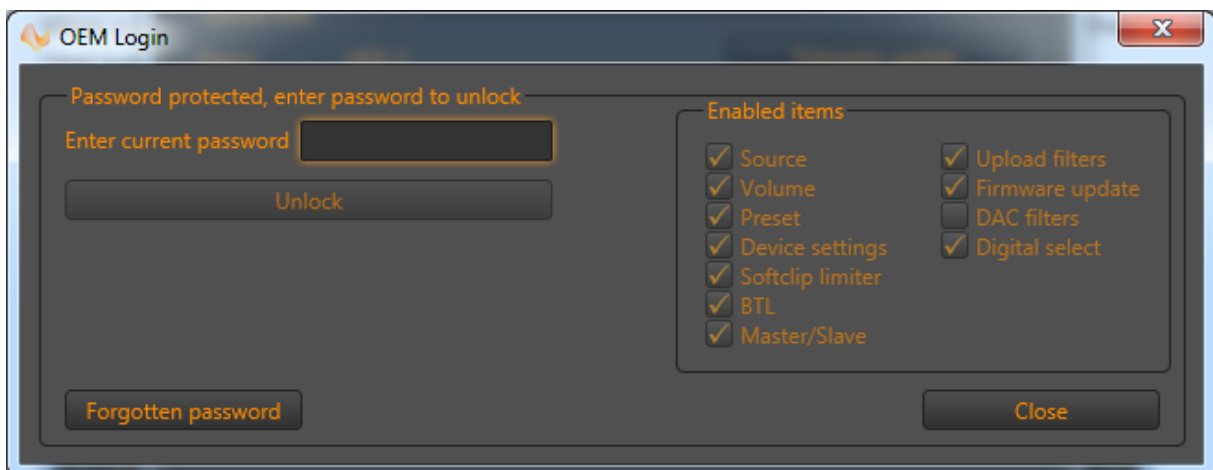 OEM Login
Password protected, enter password to unlock
Enter current password
Unlock
Forgotten password
Enabled items
Source
Volume
Preset
Device settings
Softclip limiter
BTL
Master/Slave
Upload filters
Firmware update
DAC filters
Digital select
Close